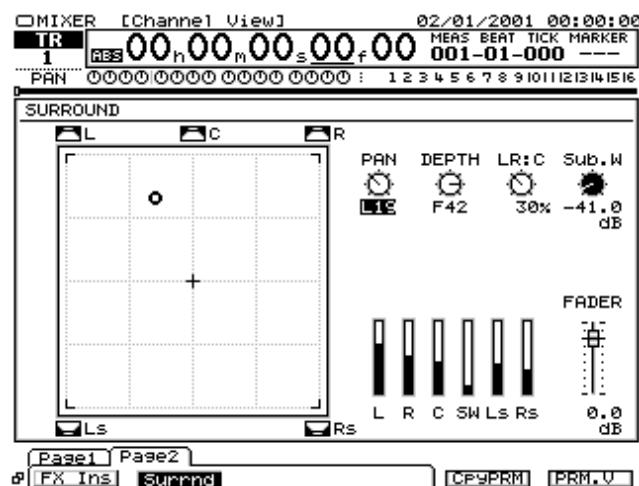 MIXER [Channel View] 02/01/2001 00:00:00
TR 1 ABS 00h00m00s00f00 MEAS BEAT TICK MARKER
001-01-000 ---
PAN 1 2 3 4 5 6 7 8 9 10 11 12 13 14 15 16
SURROUND
L C R
PAN DEPTH LR:C Sub.W
L19 F42 30% -41.0 dB
FADER
L R C SW Ls Rs 0.0 dB
Ls Rs
Page1 Page2
FX Ins Surrnd CpyPRM PRM.V